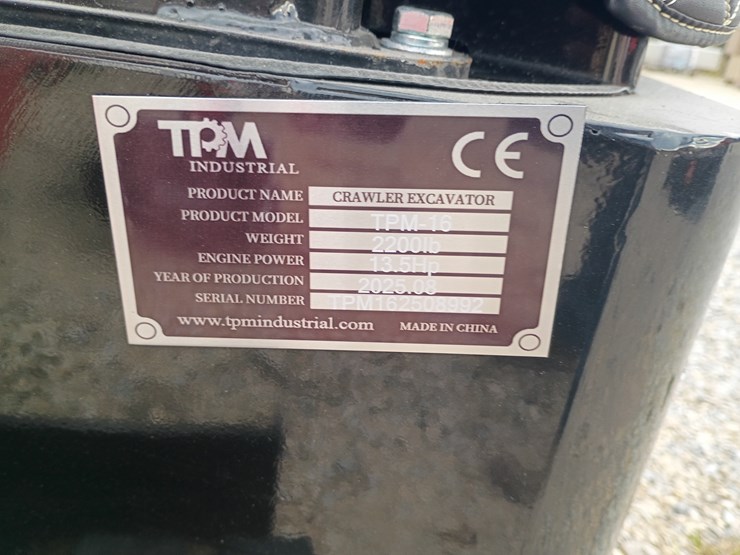 TPM
INDUSTRIAL
CE
PRODUCT NAME CRAWLER EXCAVATOR
PRODUCT MODEL TPM-16
WEIGHT 2200lb
ENGINE POWER 13.5Hp
YEAR OF PRODUCTION 2025.08
SERIAL NUMBER TPM162508992
www.tpmindustrial.com MADE IN CHINA